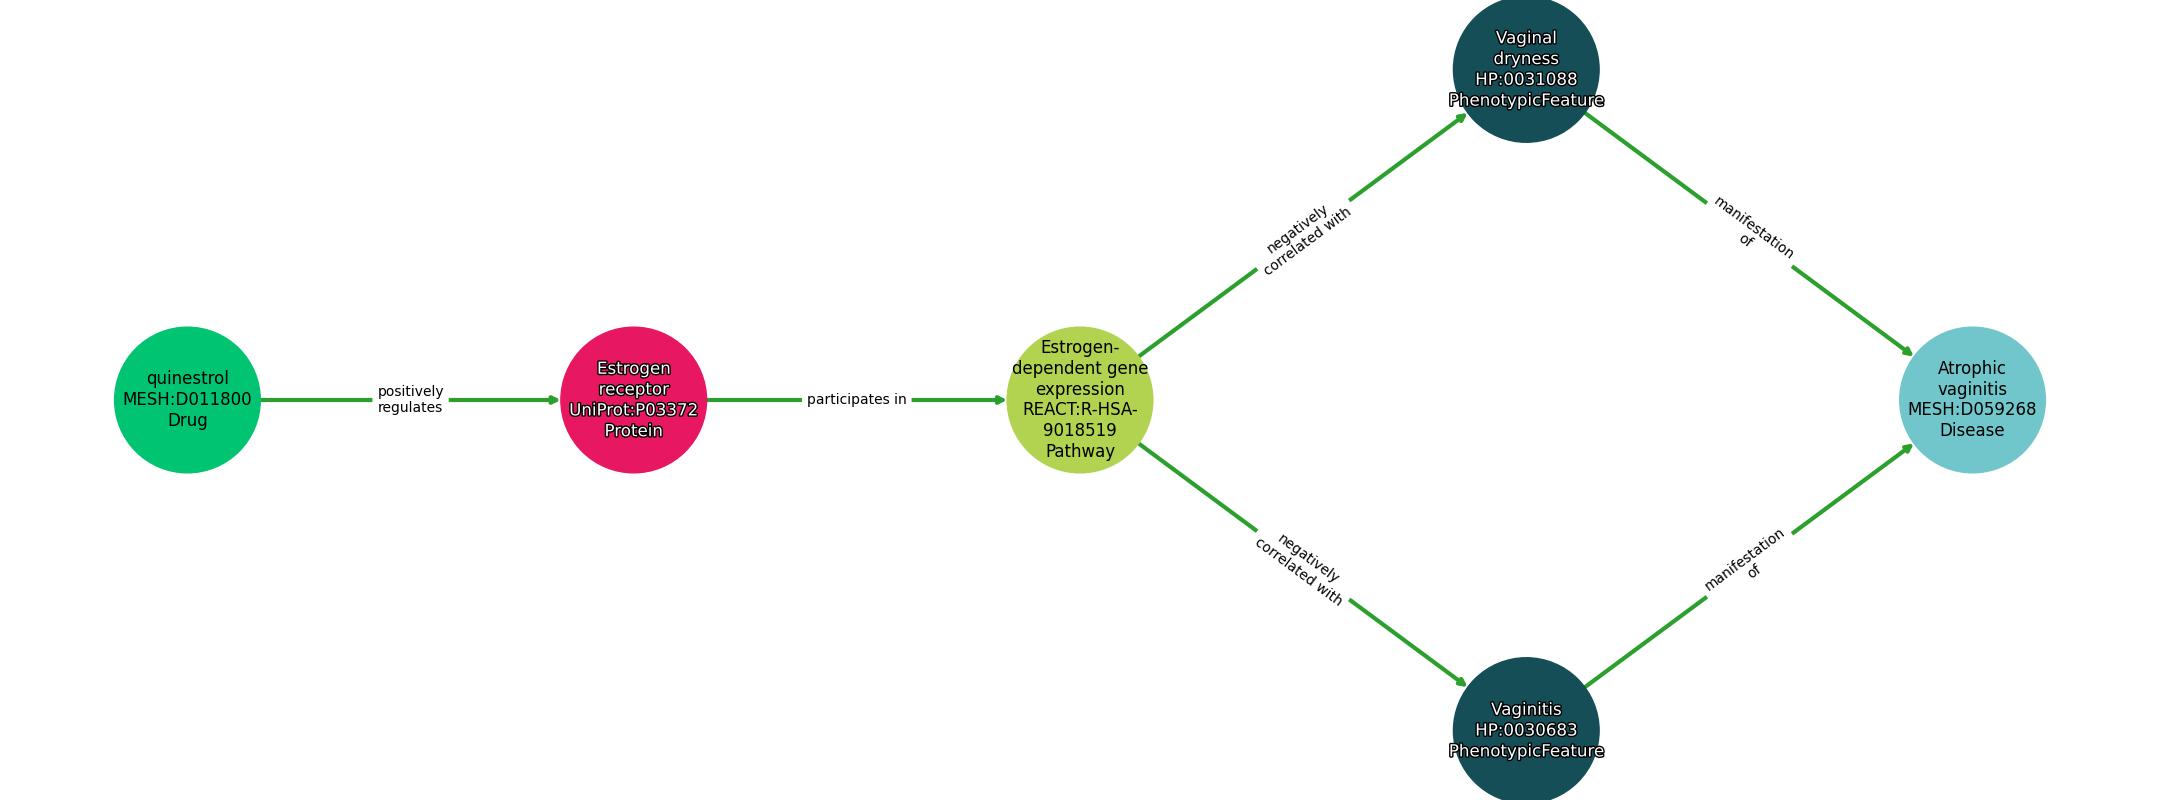 quinestrol
MESH:D011800
Drug
positively
regulates
Estrogen
receptor
UniProt:P03372
Protein
participates in
Estrogen-
dependent gene
expression
REACT:R-HSA-
9018519
Pathway
negatively
correlated with
Vaginal
dryness
HP:0031088
PhenotypicFeature
manifestation
of
negatively
correlated with
Vaginitis
HP:0030683
PhenotypicFeature
manifestation
of
Atrophic
vaginitis
MESH:D059268
Disease